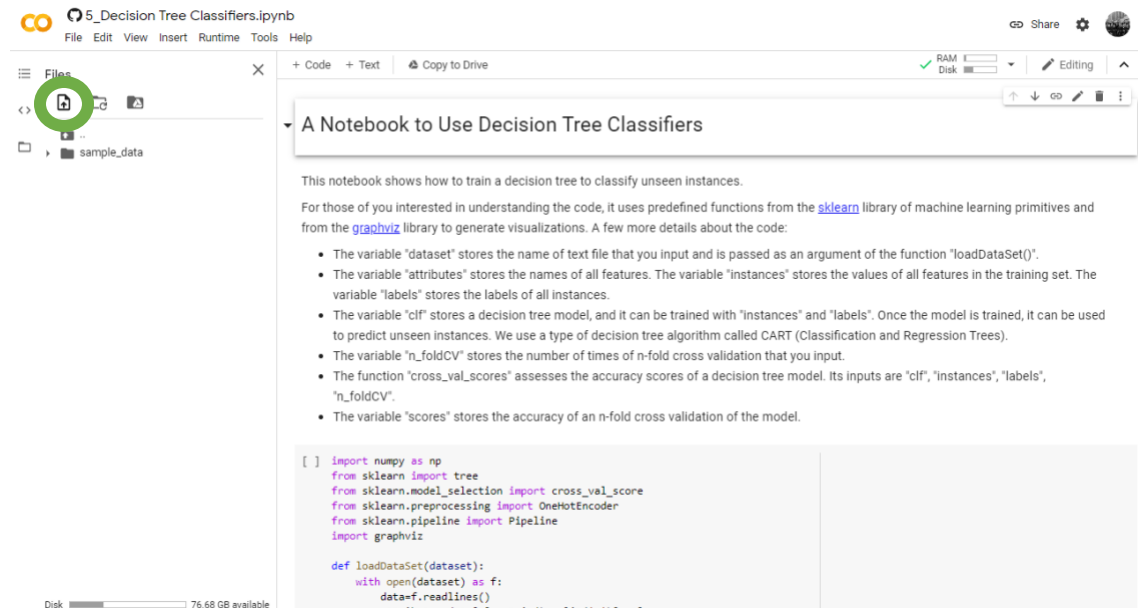 5_Decision Tree Classifiers.ipynb
File Edit View Insert Runtime Tools Help
Share
Files
+ Code + Text Copy to Drive
RAM
Disk
Editing
..
sample_data
A Notebook to Use Decision Tree Classifiers
This notebook shows how to train a decision tree to classify unseen instances.
For those of you interested in understanding the code, it uses predefined functions from the sklearn library of machine learning primitives and
from the graphviz library to generate visualizations. A few more details about the code:
• The variable "dataset" stores the name of text file that you input and is passed as an argument of the function "loadDataSet()".
• The variable "attributes" stores the names of all features. The variable "instances" stores the values of all features in the training set. The
variable "labels" stores the labels of all instances.
• The variable "clf" stores a decision tree model, and it can be trained with "instances" and "labels". Once the model is trained, it can be used
to predict unseen instances. We use a type of decision tree algorithm called CART (Classification and Regression Trees).
• The variable "n_foldCV" stores the number of times of n-fold cross validation that you input.
• The function "cross_val_scores" assesses the accuracy scores of a decision tree model. Its inputs are "clf", "instances", "labels",
"n_foldCV".
• The variable "scores" stores the accuracy of an n-fold cross validation of the model.
[ ] import numpy as np
from sklearn import tree
from sklearn.model_selection import cross_val_score
from sklearn.preprocessing import OneHotEncoder
from sklearn.pipeline import Pipeline
import graphviz
def loadDataSet(dataset):
with open(dataset) as f:
data=f.readlines()
Disk 76.68 GB available